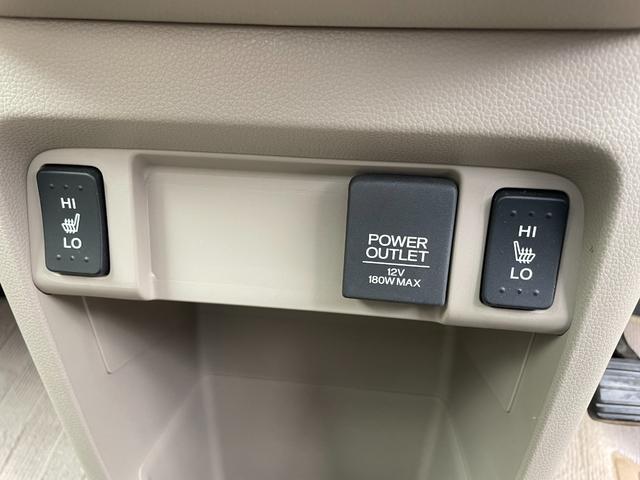 HI
LO
POWER
OUTLET
12V
180W MAX
HI
LO